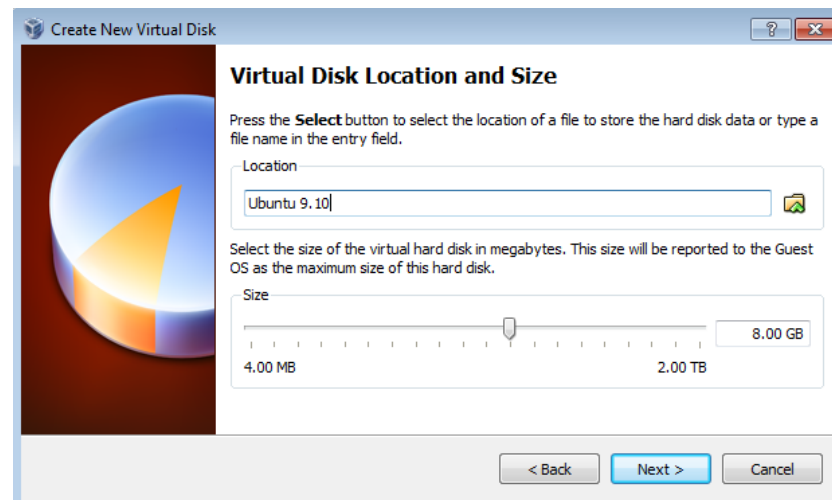 Create New Virtual Disk
Virtual Disk Location and Size
Press the Select button to select the location of a file to store the hard disk data or type a
file name in the entry field.
Location
Ubuntu 9.10
Select the size of the virtual hard disk in megabytes. This size will be reported to the Guest
OS as the maximum size of this hard disk.
Size
8.00 GB
4.00 MB 2.00 TB
< Back Next > Cancel